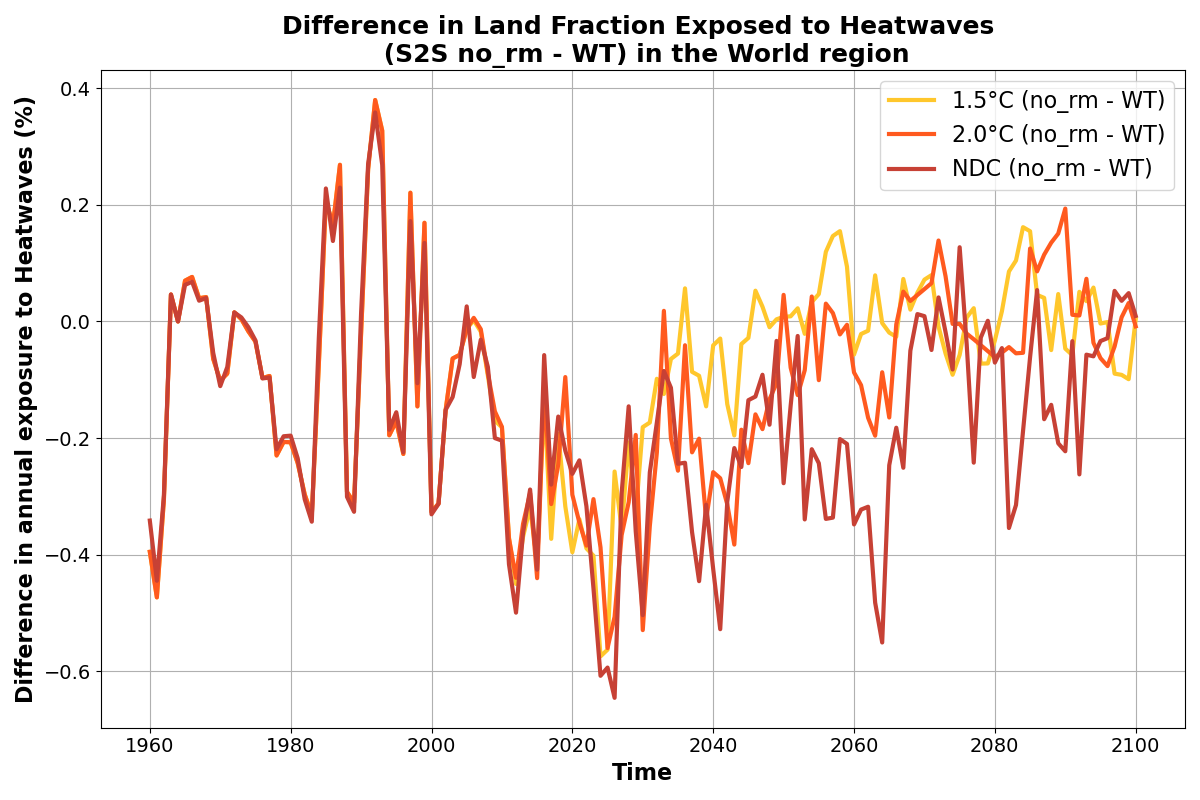 Difference in Land Fraction Exposed to Heatwaves
(S2S no_rm - WT) in the World region
Difference in annual exposure to Heatwaves (%)
0.4
0.2
0.0
−0.2
−0.4
−0.6
1.5°C (no_rm - WT)
2.0°C (no_rm - WT)
NDC (no_rm - WT)
1960
1980
2000
2020
2040
2060
2080
2100
Time